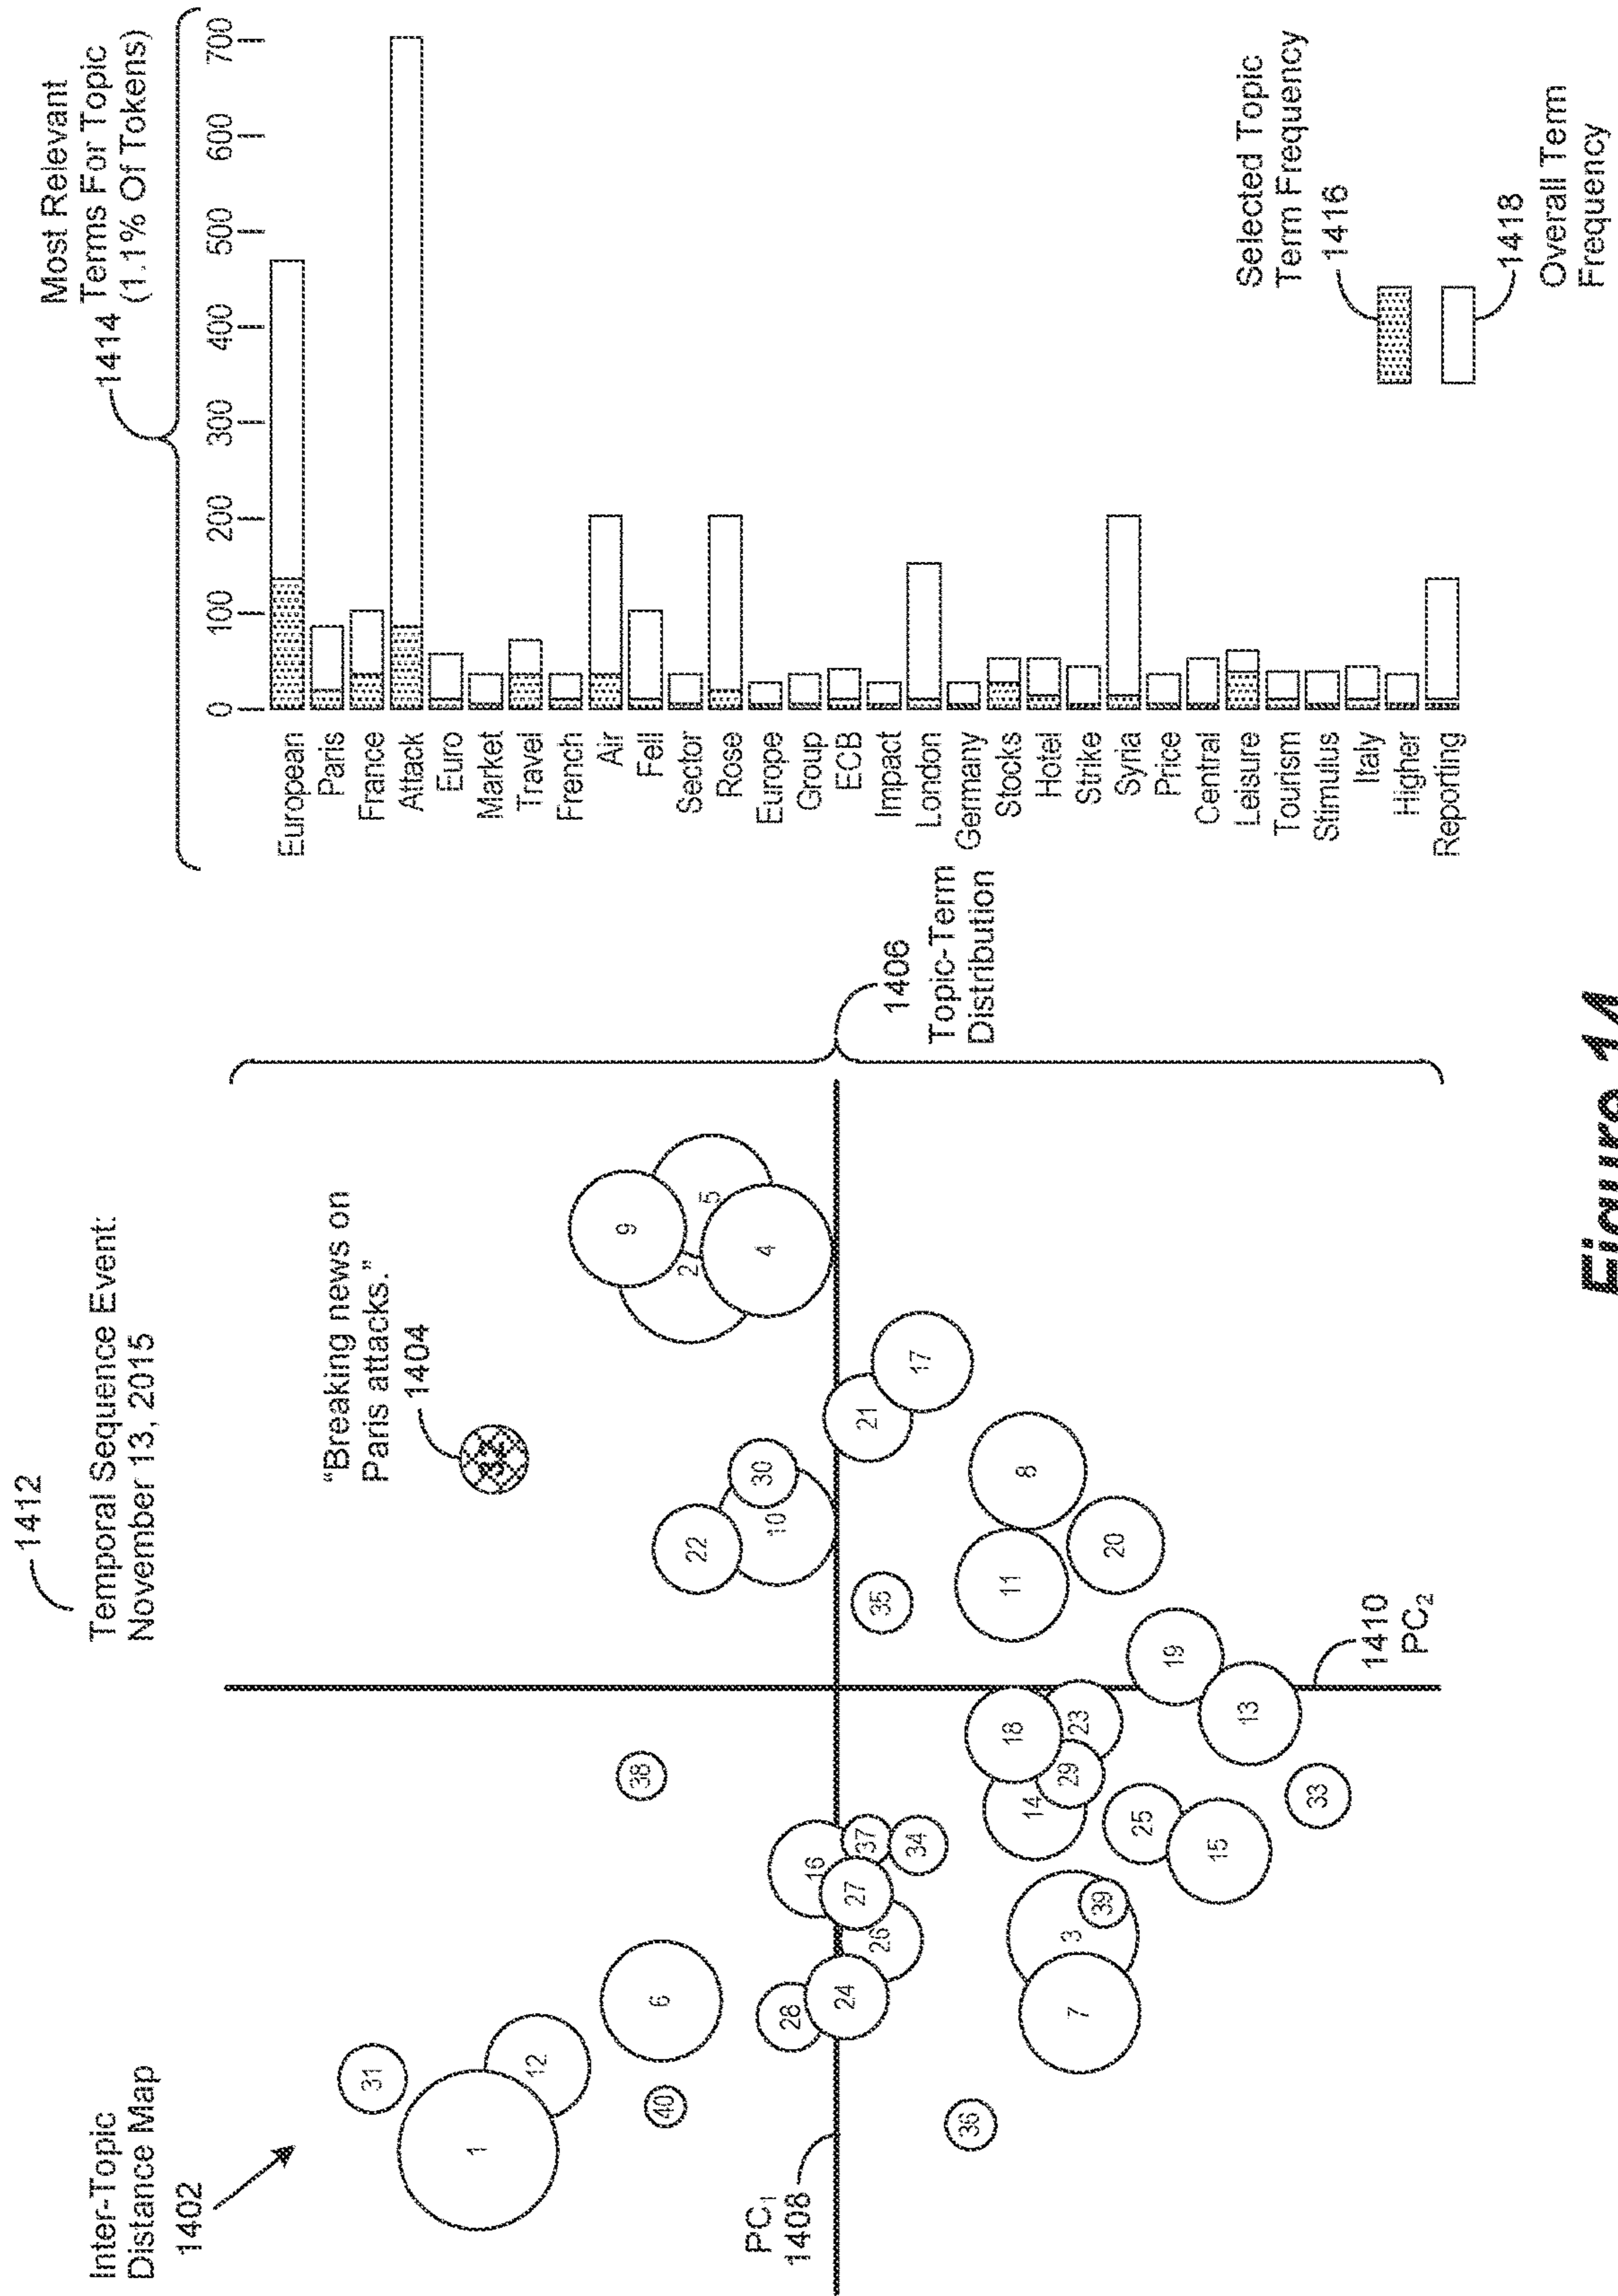 1412
Temporal Sequence Event:
November 13, 2015
Inter-Topic
Distance Map
1402
"Breaking news on
Paris attacks."
1404
31
1
12
40
6
38
32
9
5
2
4
22
30
10
28
24
16
27
26
37
34
35
21
17
36
7
3
39
14
18
29
23
25
15
33
13
19
11
8
20
PC1
1408
1410
PC2
1406
Topic-Term
Distribution
Most Relevant
Terms For Topic
(1.1% Of Tokens)
1414
0 100 200 300 400 500 600 700
European
Paris
France
Attack
Euro
Market
Travel
French
Air
Fell
Sector
Rose
Europe
Group
ECB
Impact
London
Germany
Stocks
Hotel
Strike
Syria
Price
Central
Leisure
Tourism
Stimulus
Italy
Higher
Reporting
Selected Topic
Term Frequency
1416
1418
Overall Term
Frequency
Figure 14